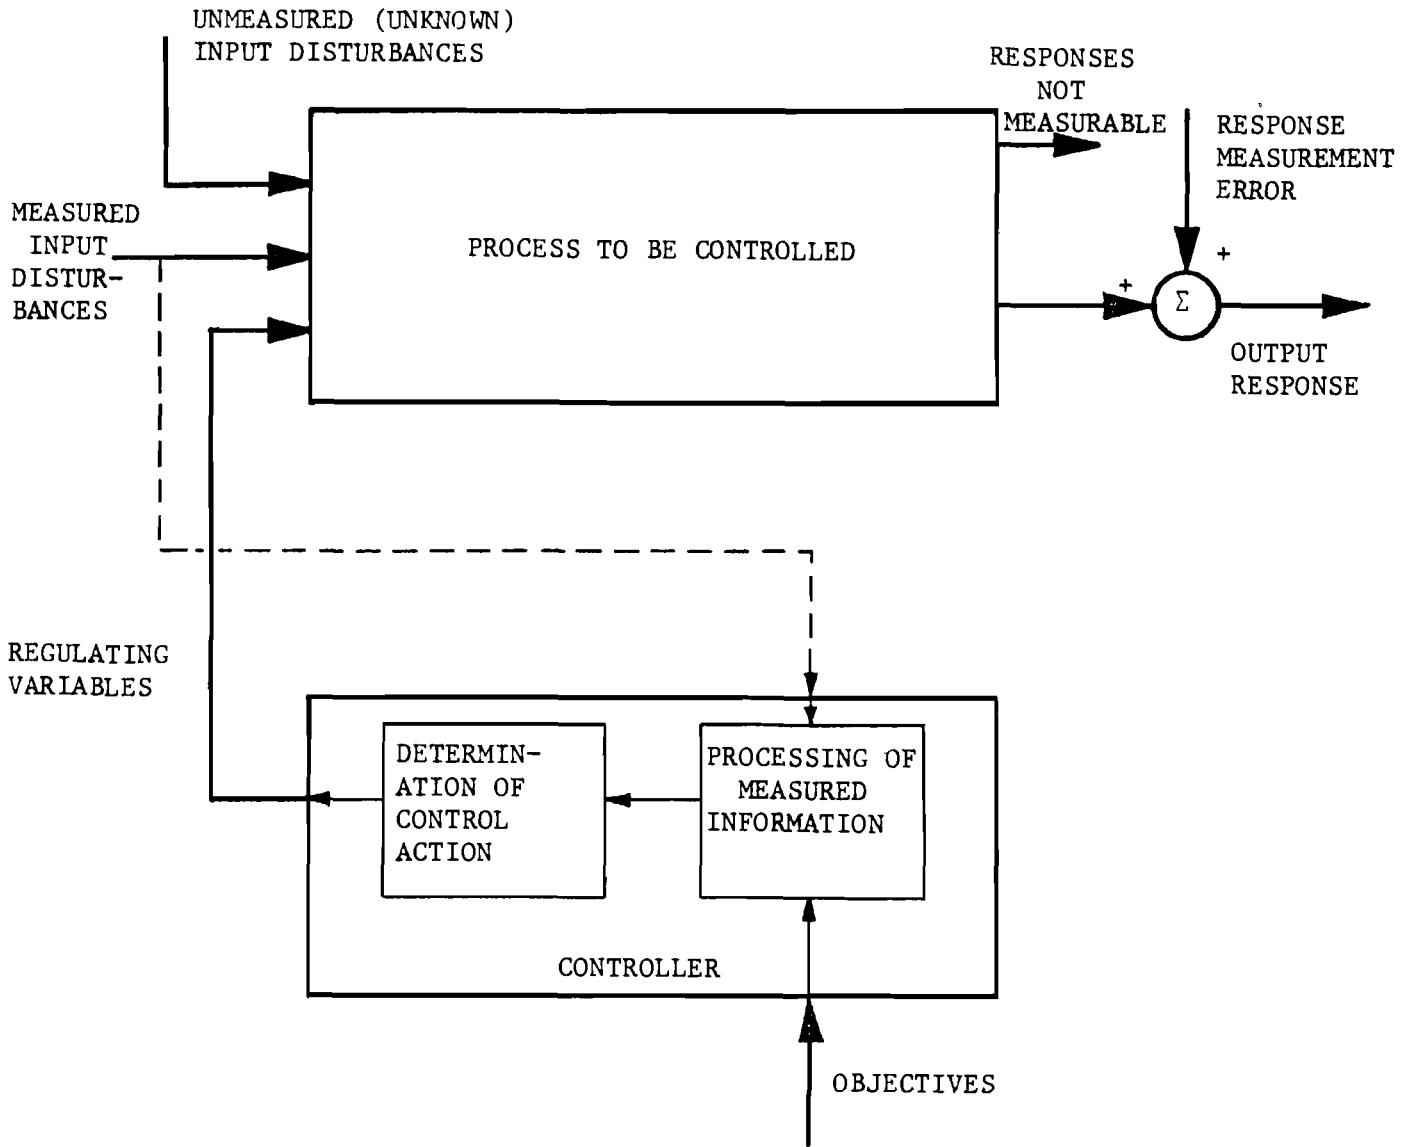 UNMEASURED (UNKNOWN)
INPUT DISTURBANCES
RESPONSES
NOT
MEASURABLE
RESPONSE
MEASUREMENT
ERROR
MEASURED
INPUT
DISTUR-
BANCES
PROCESS TO BE CONTROLLED
+
+
Σ
OUTPUT
RESPONSE
REGULATING
VARIABLES
DETERMIN-
ATION OF
CONTROL
ACTION
PROCESSING OF
MEASURED
INFORMATION
CONTROLLER
OBJECTIVES